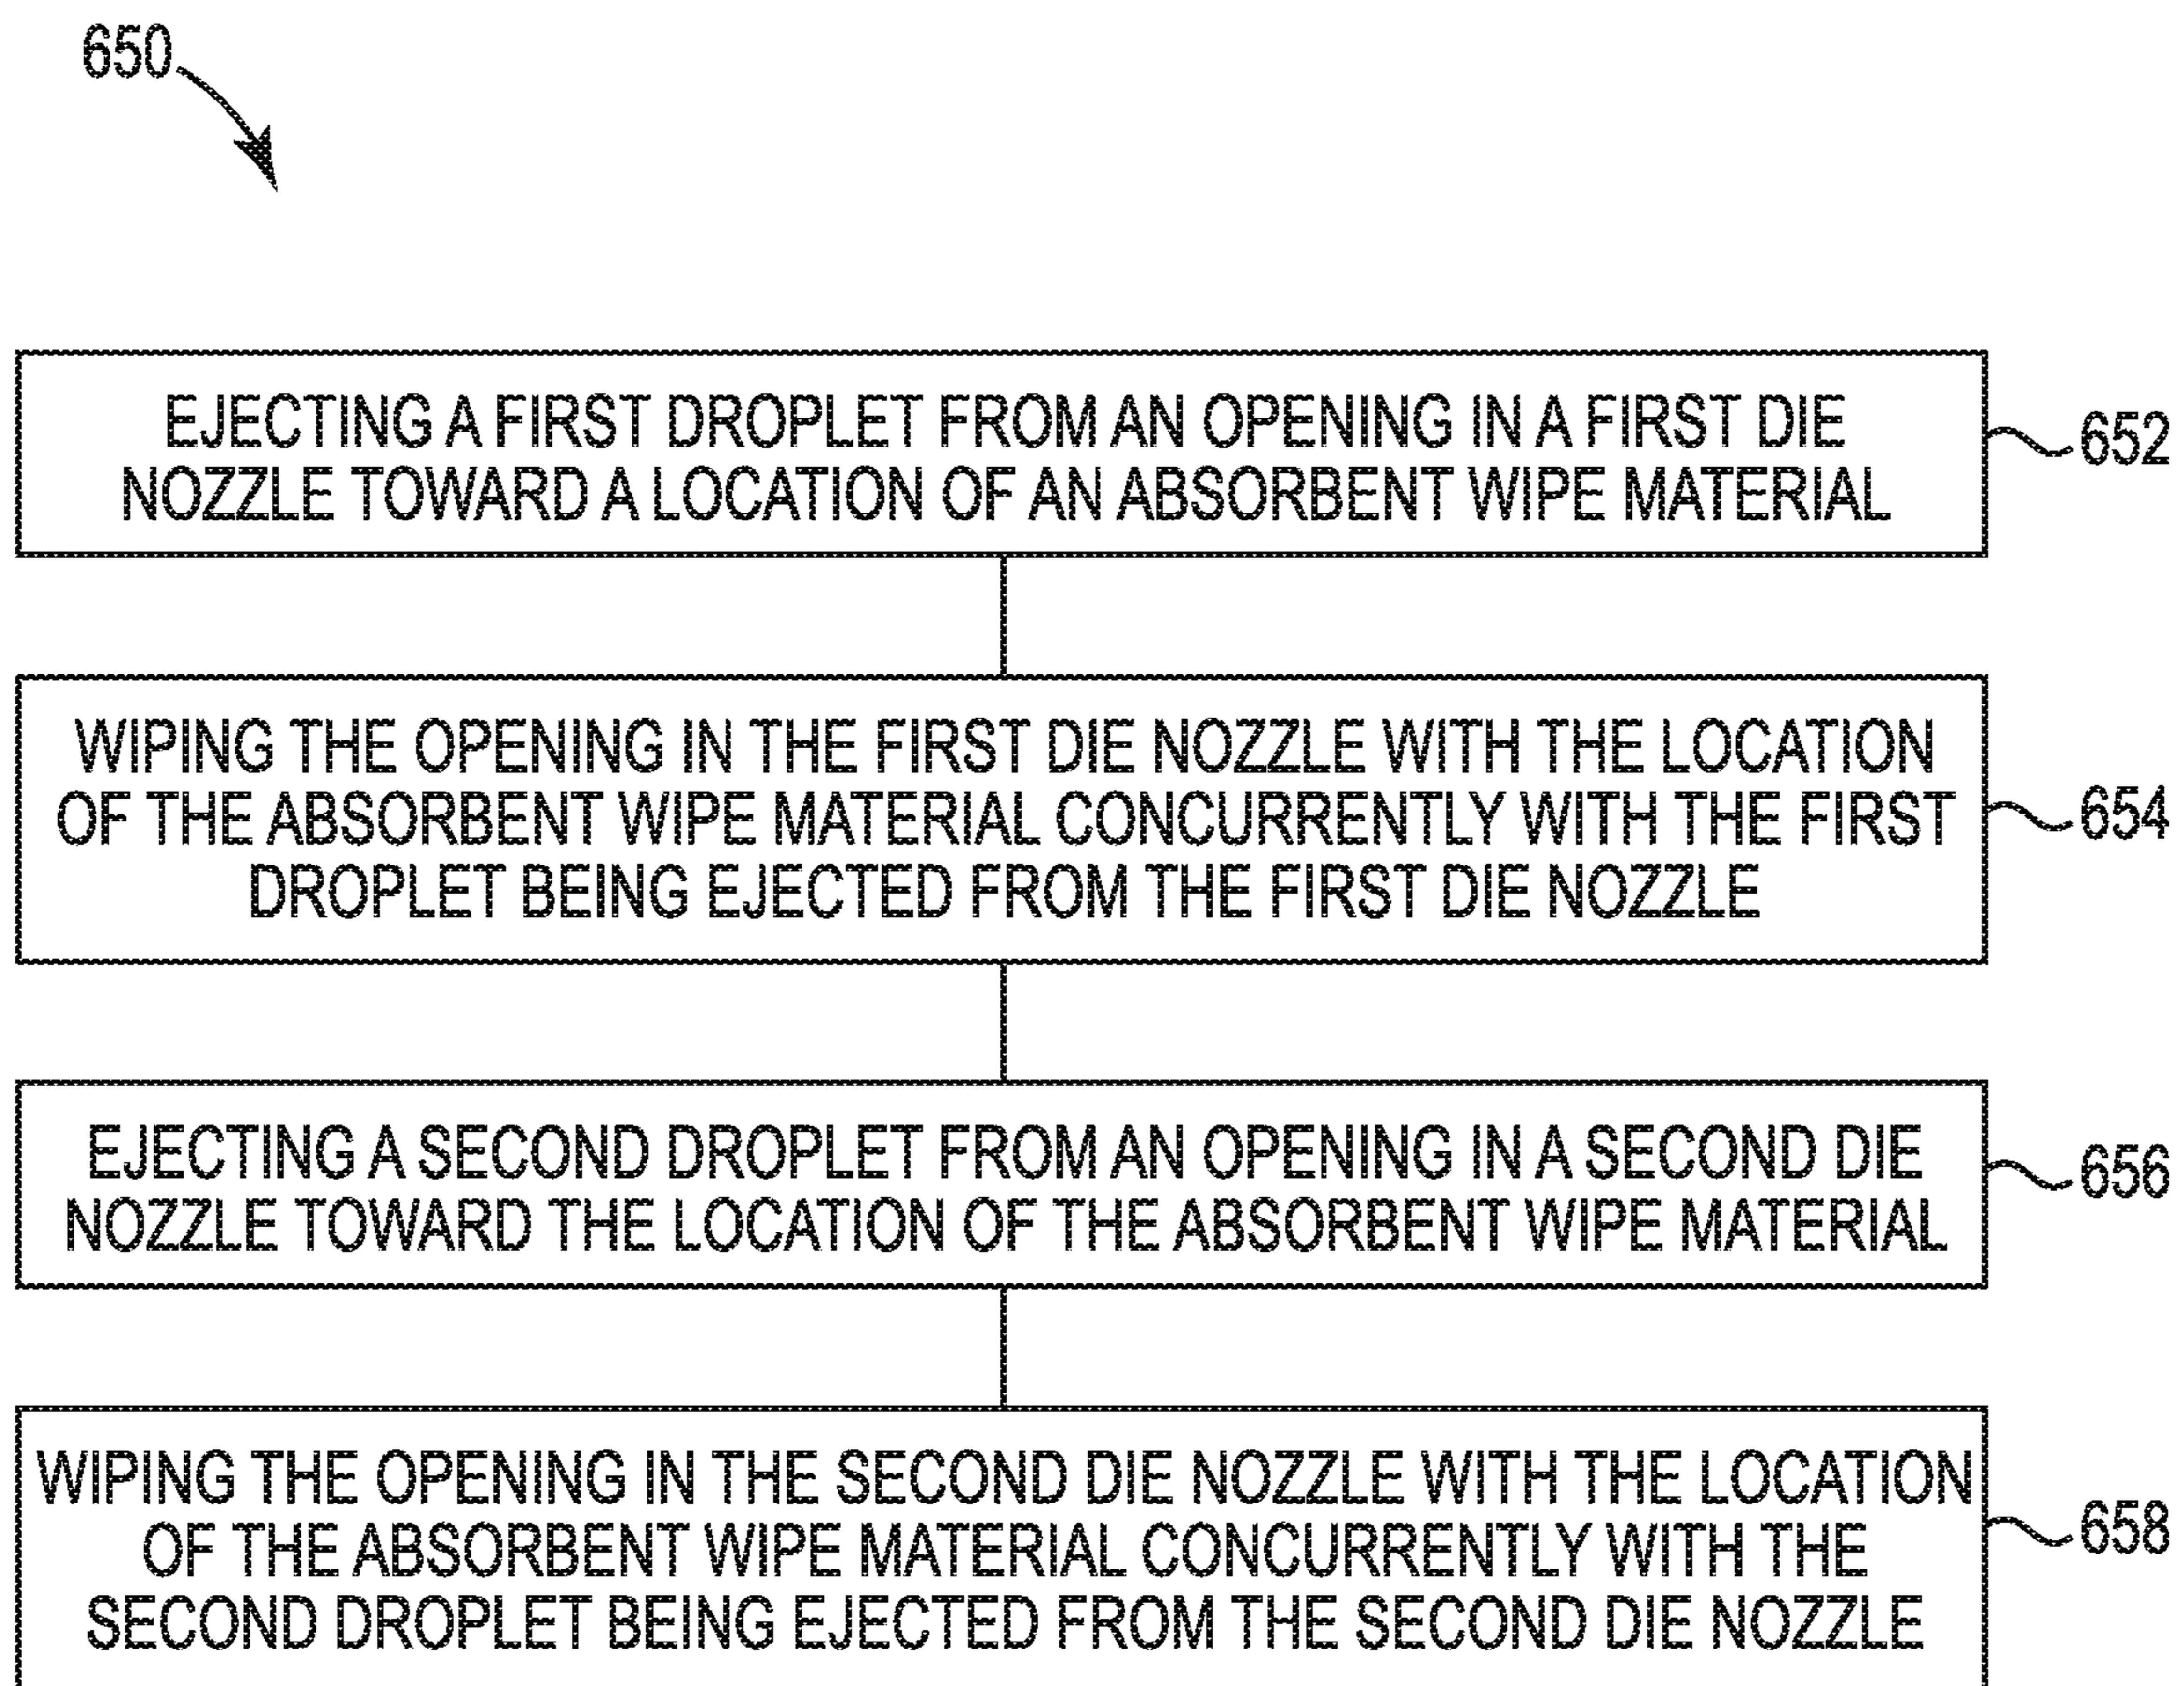 650
EJECTING A FIRST DROPLET FROM AN OPENING IN A FIRST DIE
NOZZLE TOWARD A LOCATION OF AN ABSORBENT WIPE MATERIAL
652
WIPING THE OPENING IN THE FIRST DIE NOZZLE WITH THE LOCATION
OF THE ABSORBENT WIPE MATERIAL CONCURRENTLY WITH THE FIRST
DROPLET BEING EJECTED FROM THE FIRST DIE NOZZLE
654
EJECTING A SECOND DROPLET FROM AN OPENING IN A SECOND DIE
NOZZLE TOWARD THE LOCATION OF THE ABSORBENT WIPE MATERIAL
656
WIPING THE OPENING IN THE SECOND DIE NOZZLE WITH THE LOCATION
OF THE ABSORBENT WIPE MATERIAL CONCURRENTLY WITH THE
SECOND DROPLET BEING EJECTED FROM THE SECOND DIE NOZZLE
658